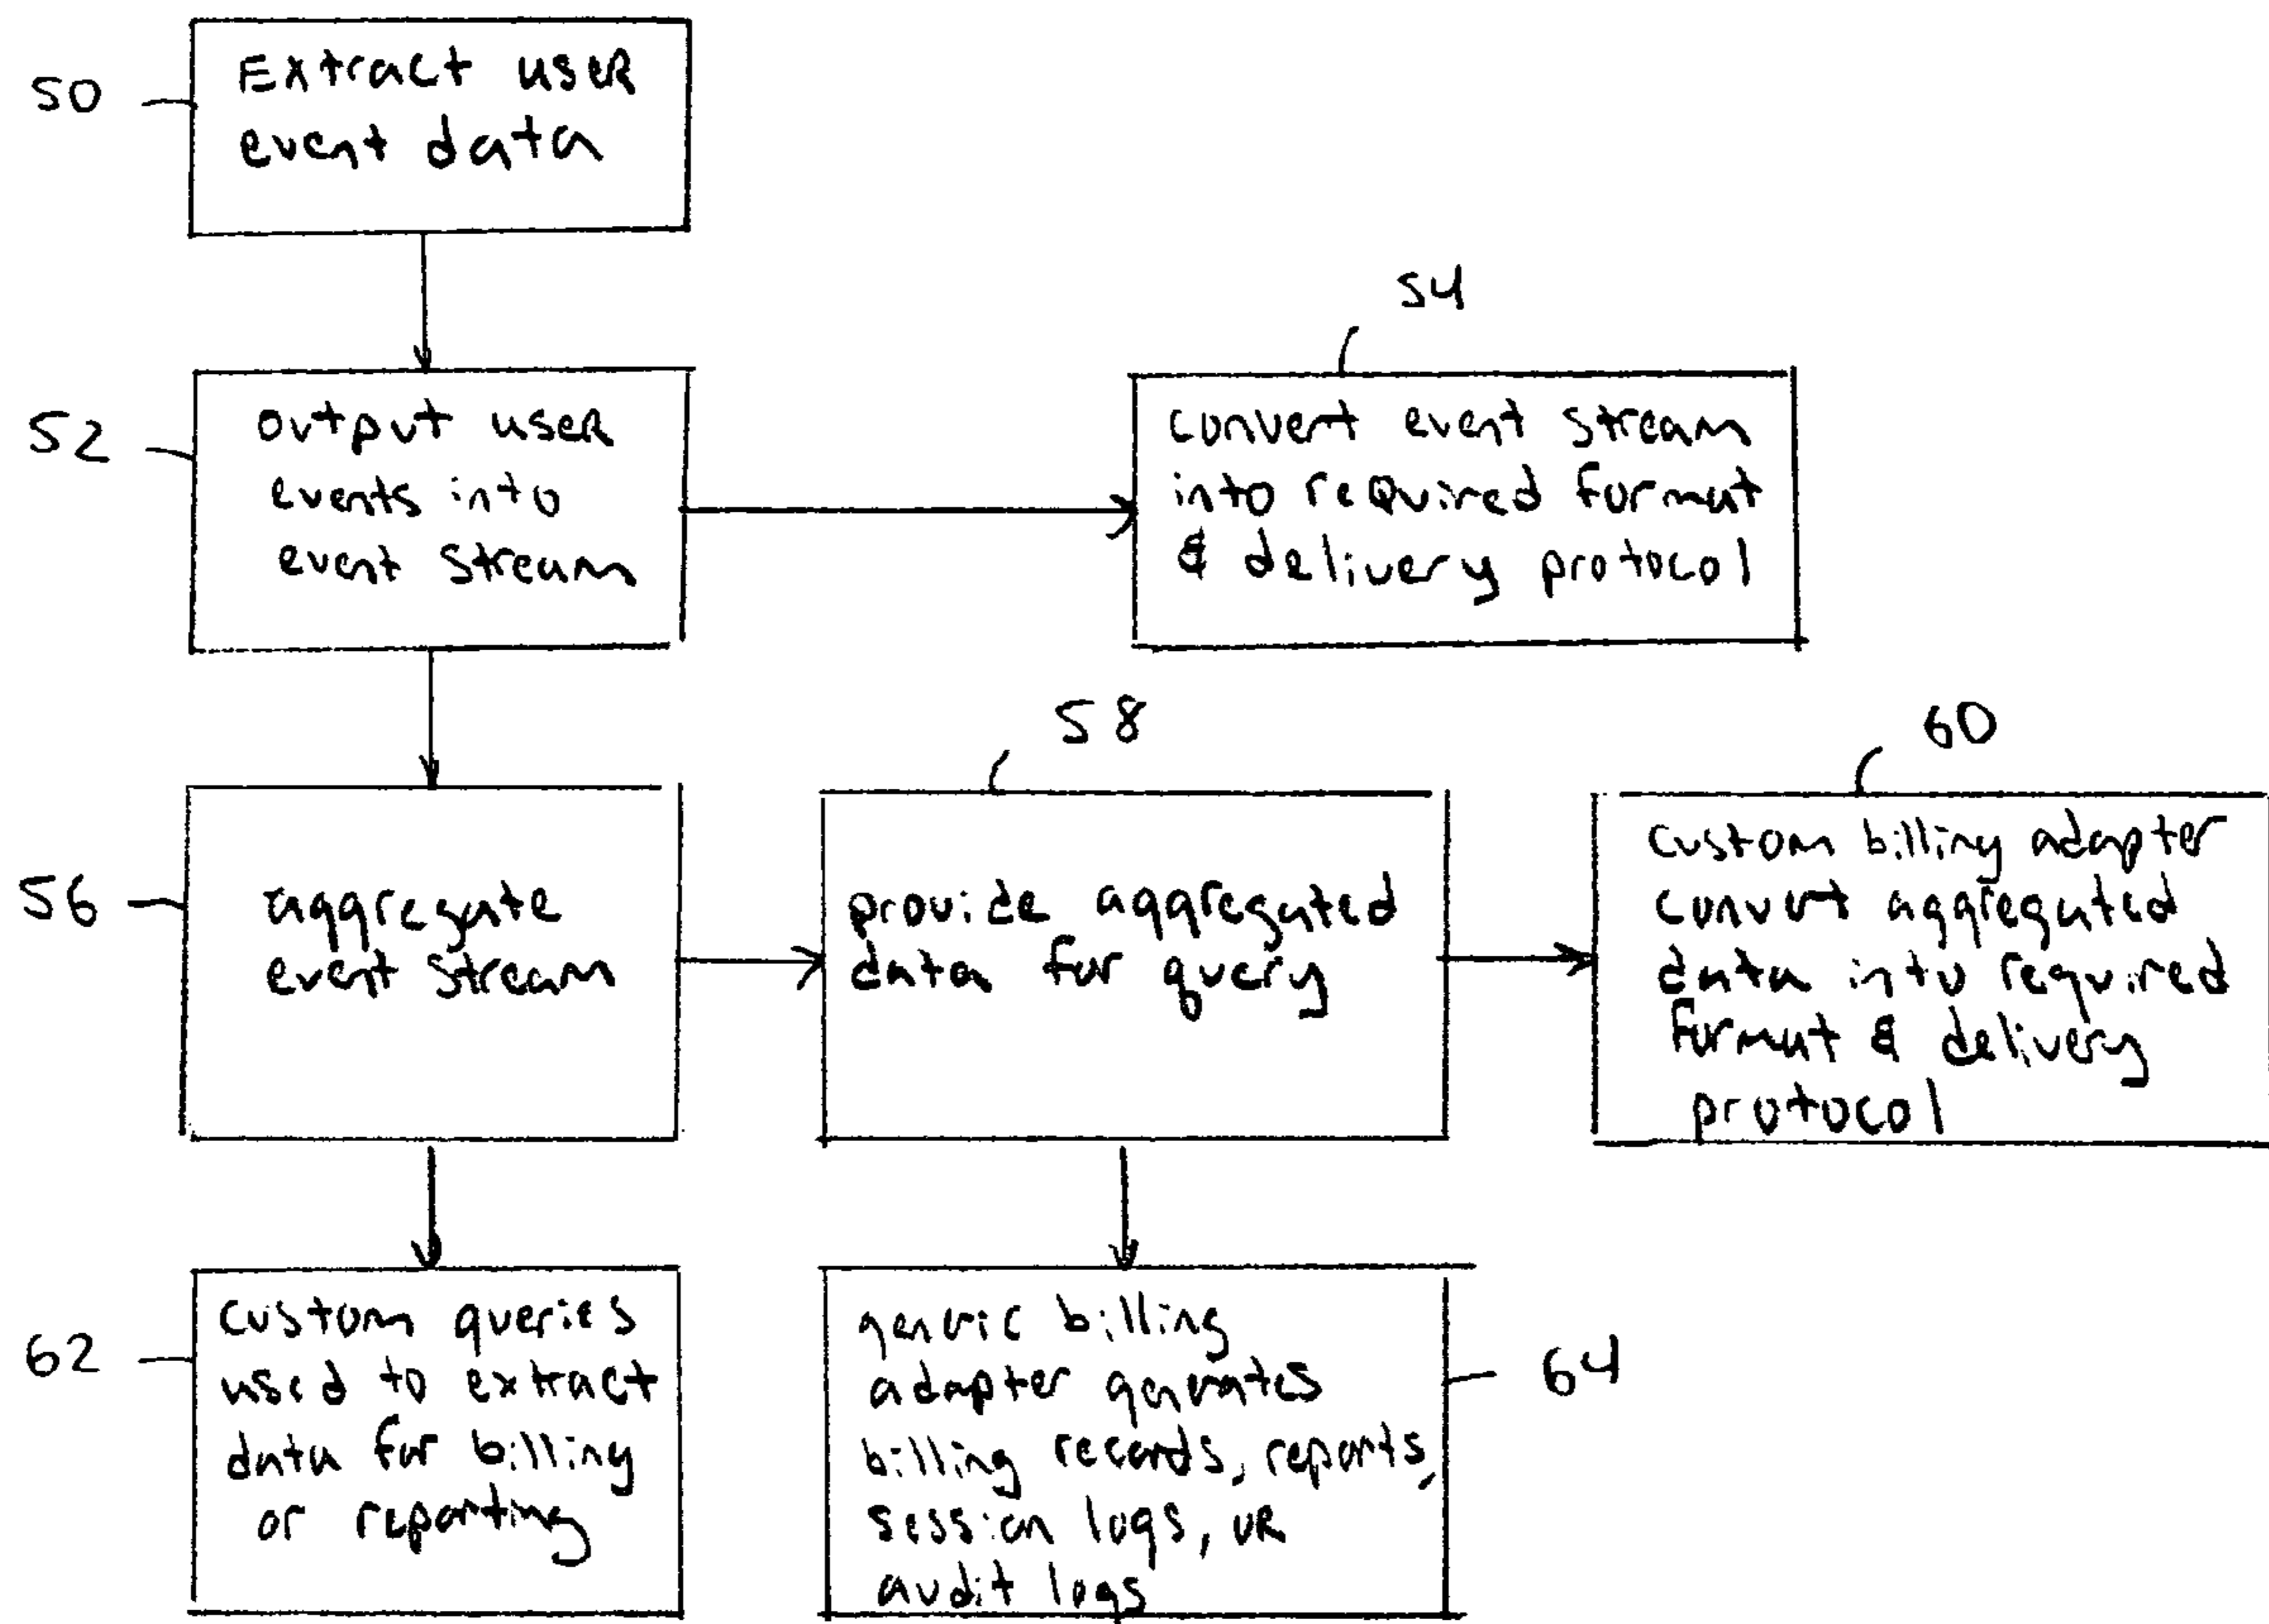 50
Extract user
event data
52
output user
events into
event stream
54
convert event stream
into required format
& delivery protocol
56
aggregate
event stream
58
provide aggregated
data for query
60
custom billing adapter
convert aggregated
data into required
format & delivery
protocol
62
custom queries
used to extract
data for billing
or reporting
64
generic billing
adapter generates
billing records, reports,
session logs, or
audit logs